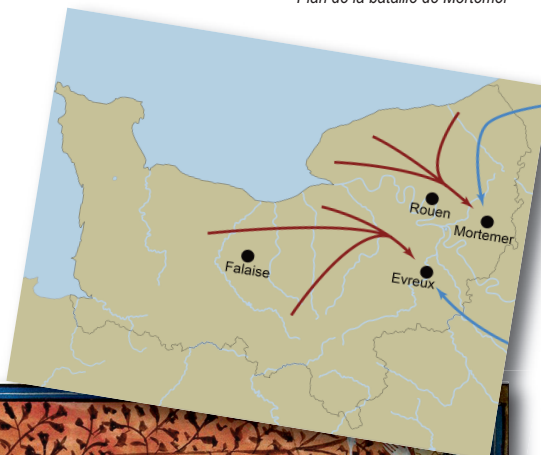 Plan de la bataille de Mortemer
Rouen
Mortemer
Falaise
Evreux